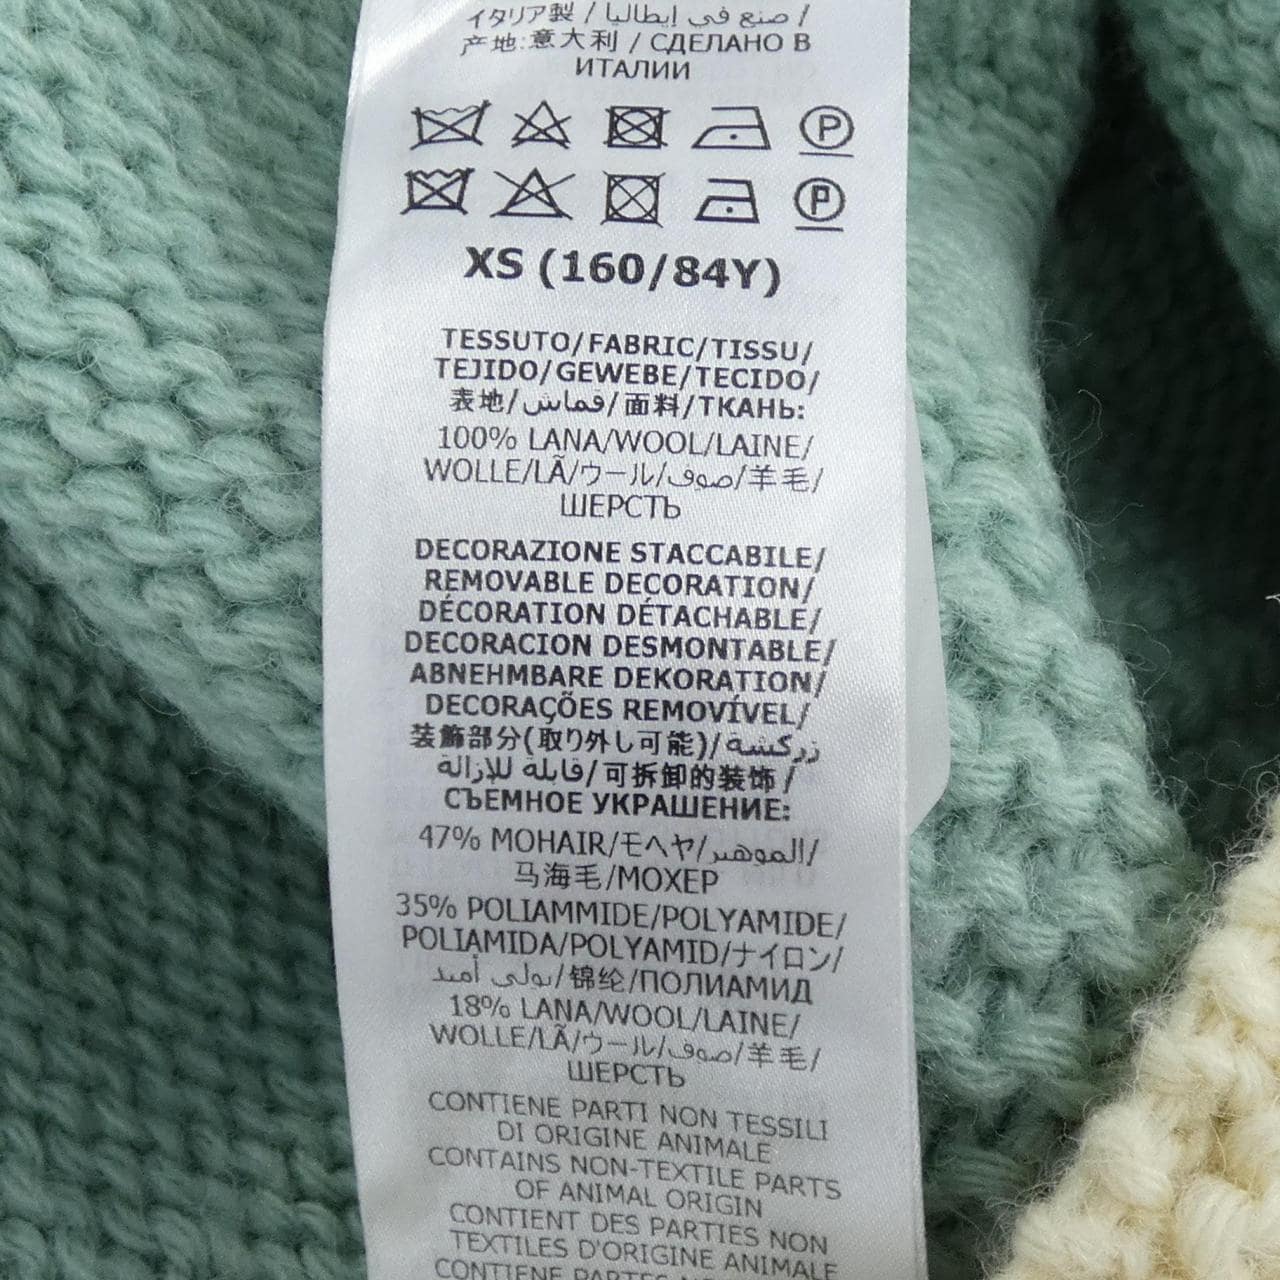 イタリア製 / صنع في إيطاليا /
产地:意大利 / СДЕЛАНО В
ИТАЛИИ
P
P
XS (160/84Y)
TESSUTO/FABRIC/TISSU/
TEJIDO/GEWEBE/TECIDO/
表地/قماش/面料/ТКАНЬ:
100% LANA/WOOL/LAINE/
WOLLE/LÃ/ウール/صوف/羊毛/
ШЕРСТЬ
DECORAZIONE STACCABILE/
REMOVABLE DECORATION/
DÉCORATION DÉTACHABLE/
DECORACION DESMONTABLE/
ABNEHMBARE DEKORATION/
DECORAÇÕES REMOVÍVEL/
装飾部分(取り外し可能)/زركشة
قابلة للإزالة/可拆卸的装饰/
СЪЕМНОЕ УКРАШЕНИЕ:
47% MOHAIR/モヘヤ/الموهير/
马海毛/МОХЕР
35% POLIAMMIDE/POLYAMIDE/
POLIAMIDA/POLYAMID/ナイロン/
بولي أميد/锦纶/ПОЛИАМИД
18% LANA/WOOL/LAINE/
WOLLE/LÃ/ウール/صوف/羊毛/
ШЕРСТЬ
CONTIENE PARTI NON TESSILI
DI ORIGINE ANIMALE
CONTAINS NON-TEXTILE PARTS
OF ANIMAL ORIGIN
CONTIENT DES PARTIES NON
TEXTILES D'ORIGINE ANIMALE
CONTIENE PARTES NO